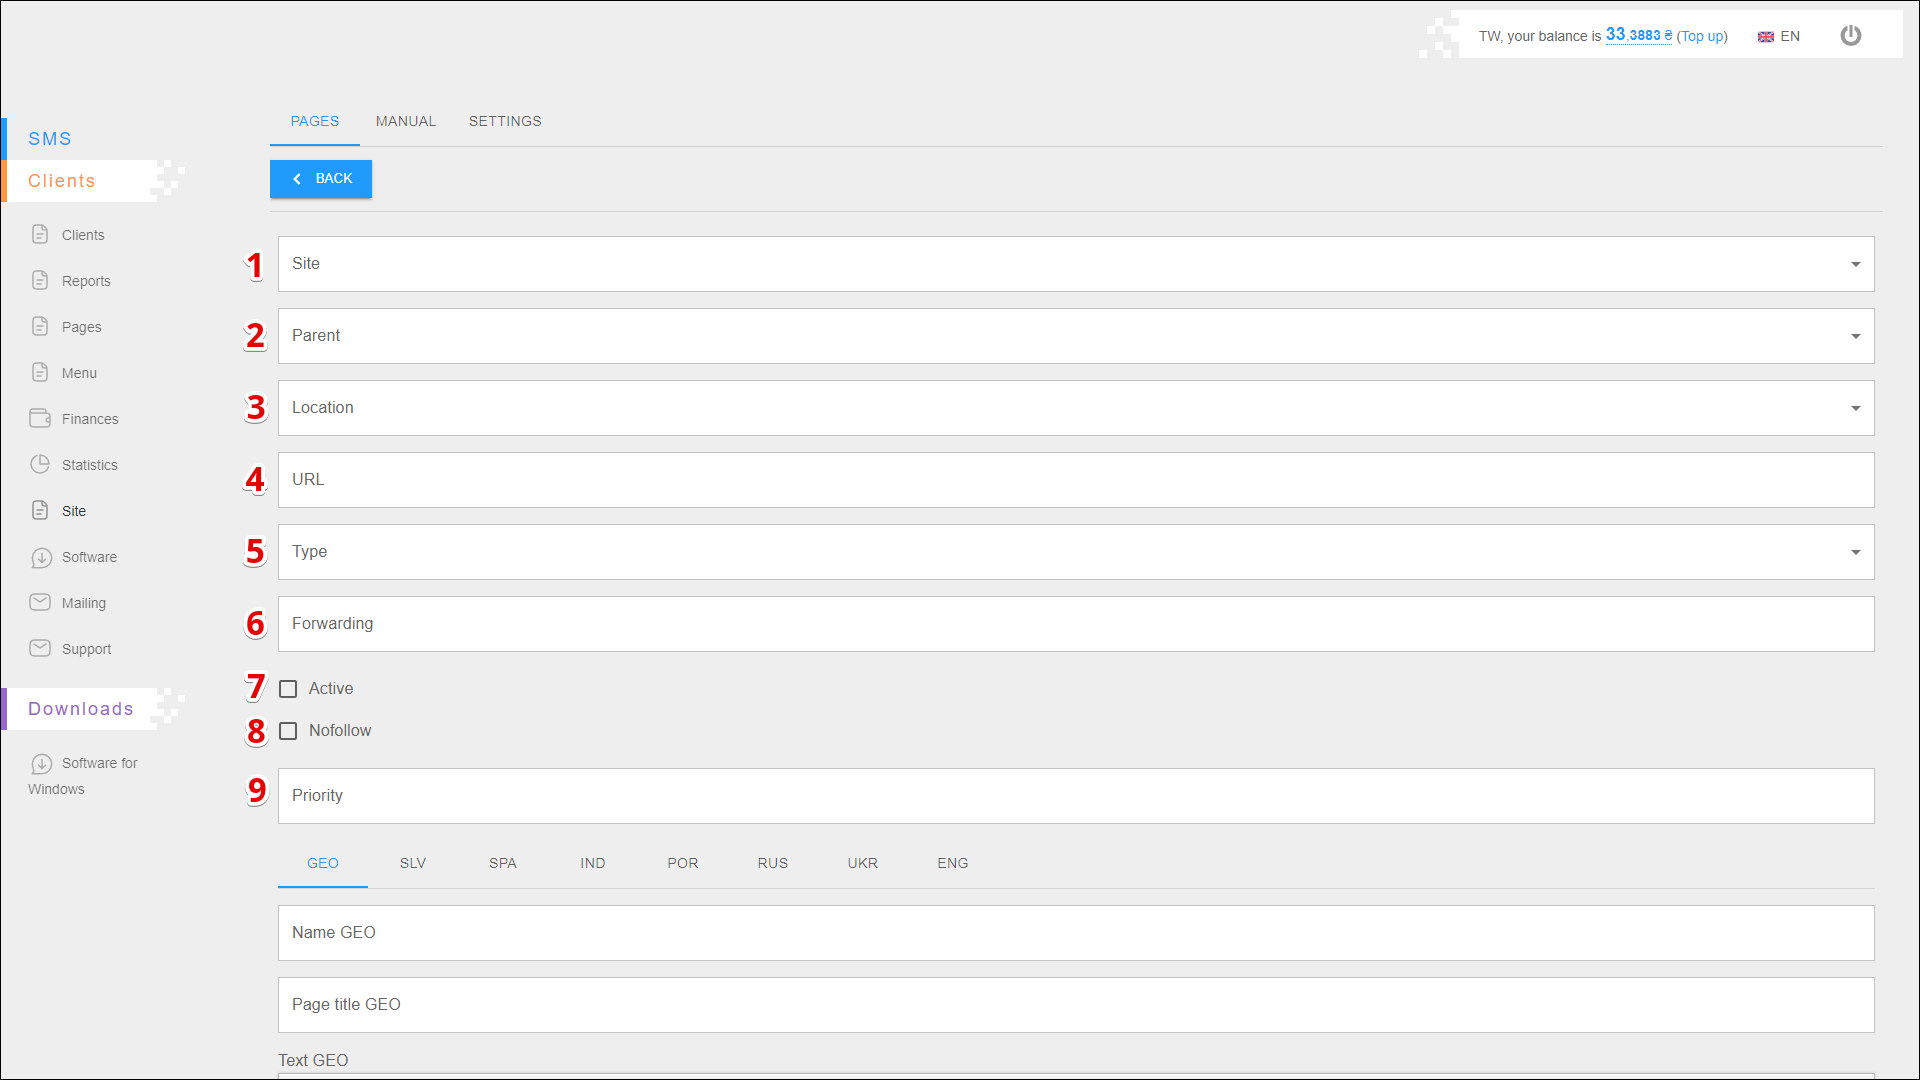 TW, your balance is 33,3883 ₴ (Top up) EN
SMS
Clients
Clients
Reports
Pages
Menu
Finances
Statistics
Site
Software
Mailing
Support
Downloads
Software for
Windows
PAGES MANUAL SETTINGS
BACK
1 Site
2 Parent
3 Location
4 URL
5 Type
6 Forwarding
7 Active
8 Nofollow
9 Priority
GEO SLV SPA IND POR RUS UKR ENG
Name GEO
Page title GEO
Text GEO